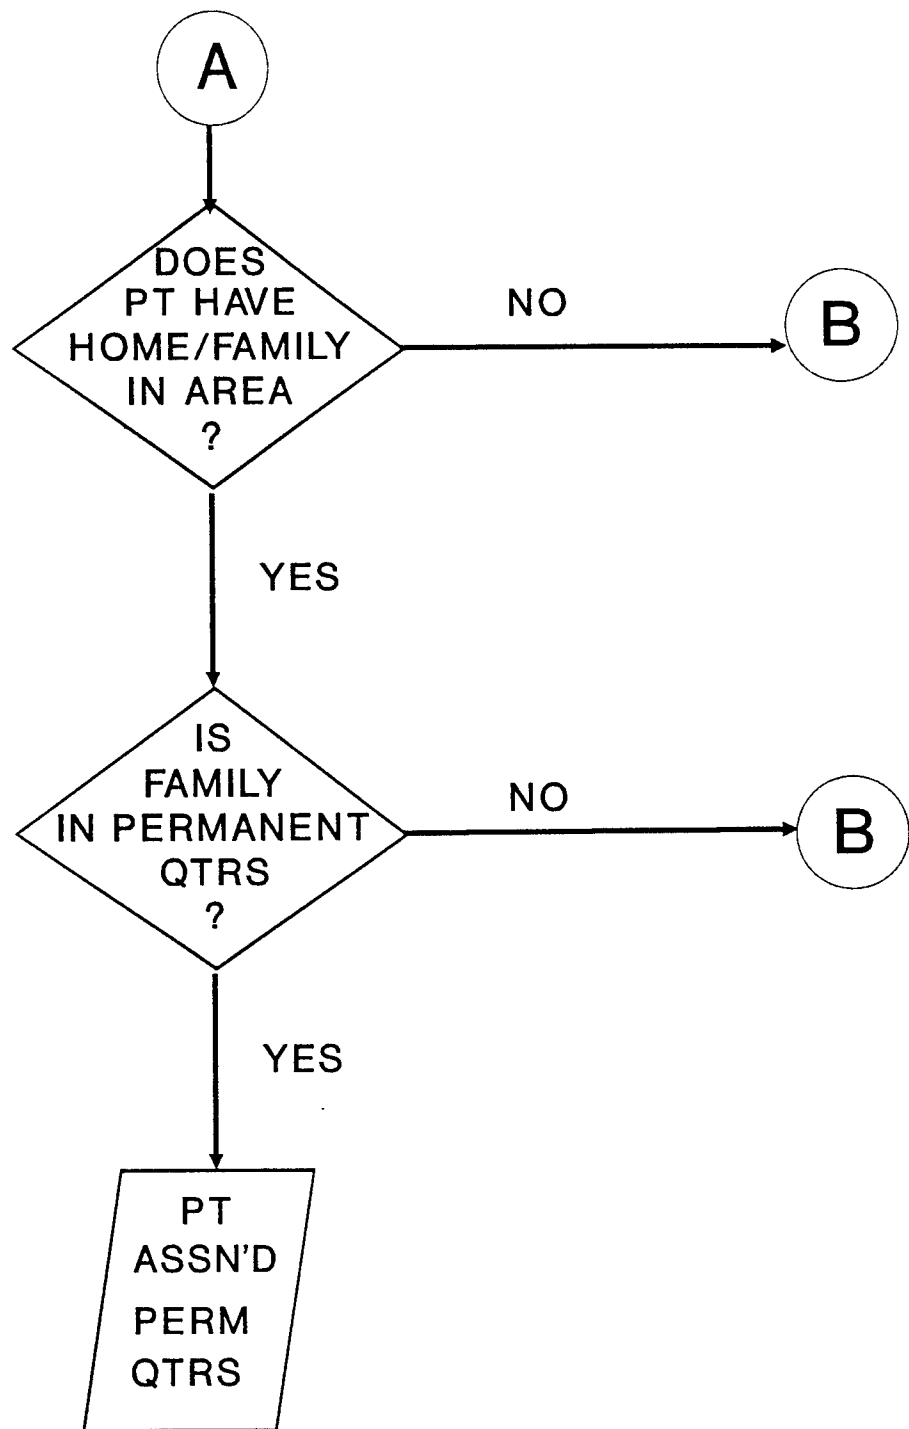 A
DOES
PT HAVE
HOME/FAMILY
IN AREA
?
NO
B
YES
IS
FAMILY
IN PERMANENT
QTRS
?
NO
B
YES
PT
ASSN'D
PERM
QTRS